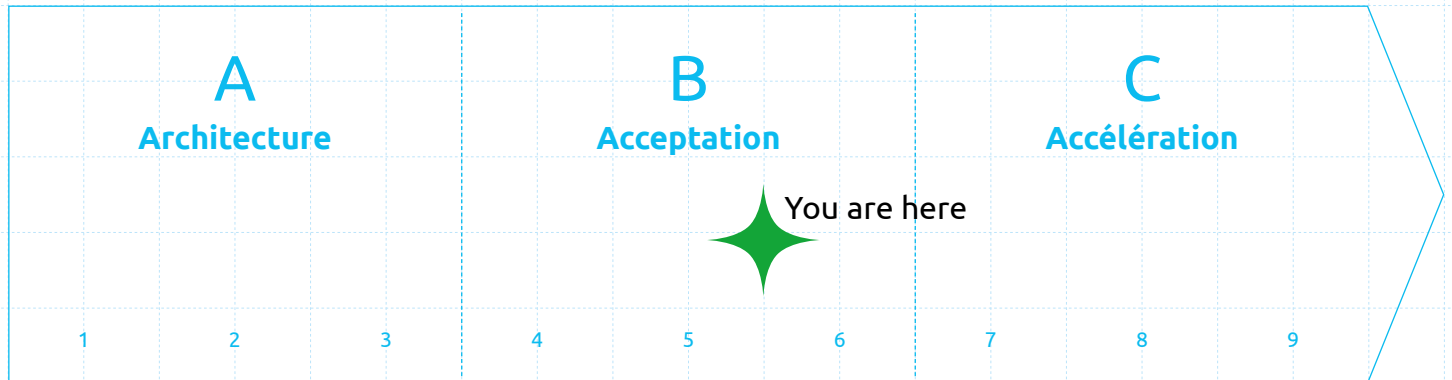 A
Architecture
B
Acceptation
C
Accélération
You are here
1 2 3 4 5 6 7 8 9